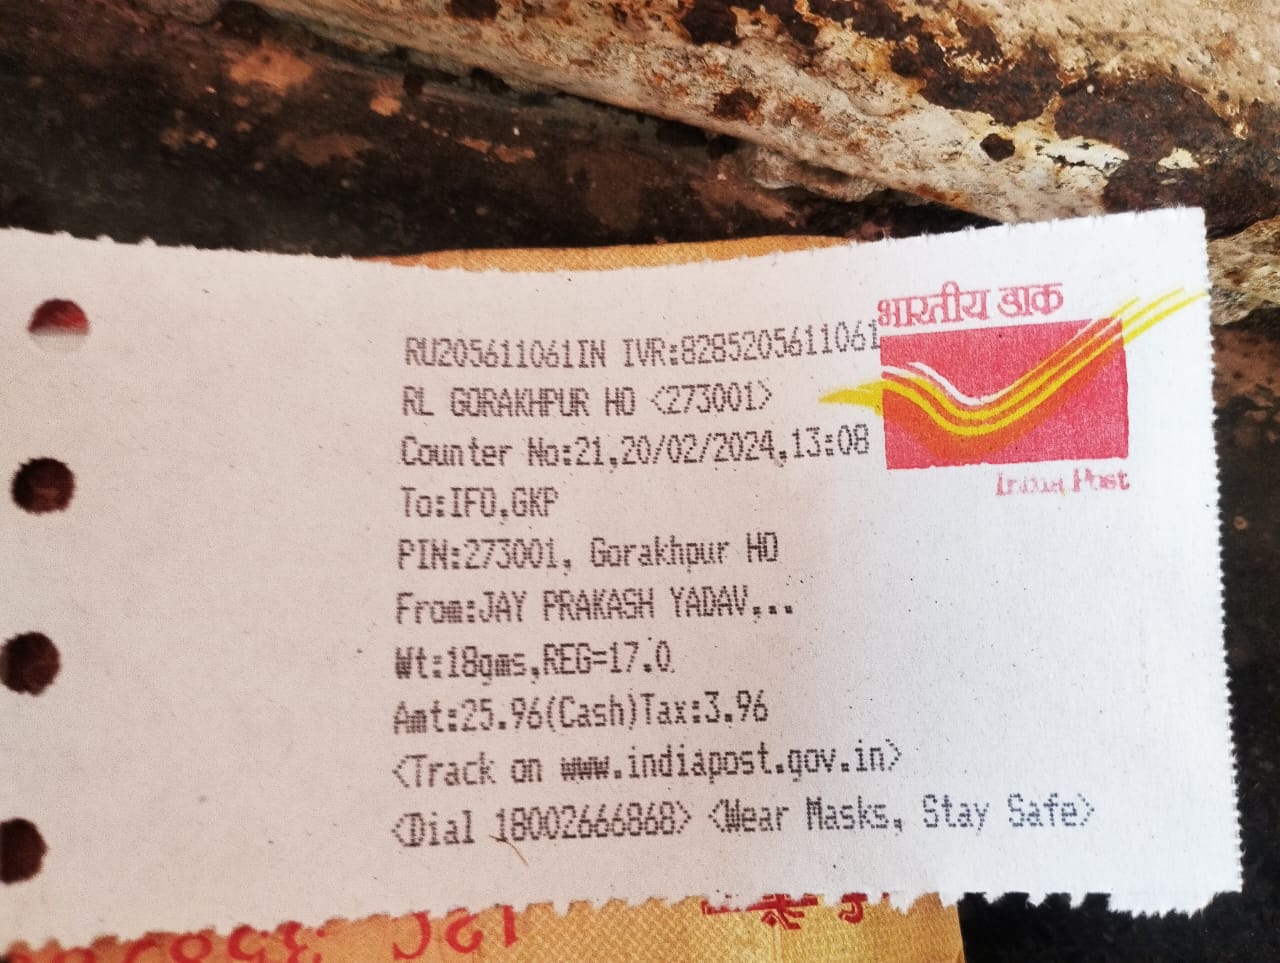 भारतीय डाक
India Post
RU205611061IN IVR:8285205611061
RL GORAKHPUR HO <273001>
Counter No:21,20/02/2024,13:08
To:IFO,GKP
PIN:273001, Gorakhpur HO
From:JAY PRAKASH YADAV,..
Wt:18gms,REG=17.0
Amt:25.96(Cash)Tax:3.96
<Track on www.indiapost.gov.in>
<Dial 18002666868> <Wear Masks, Stay Safe>